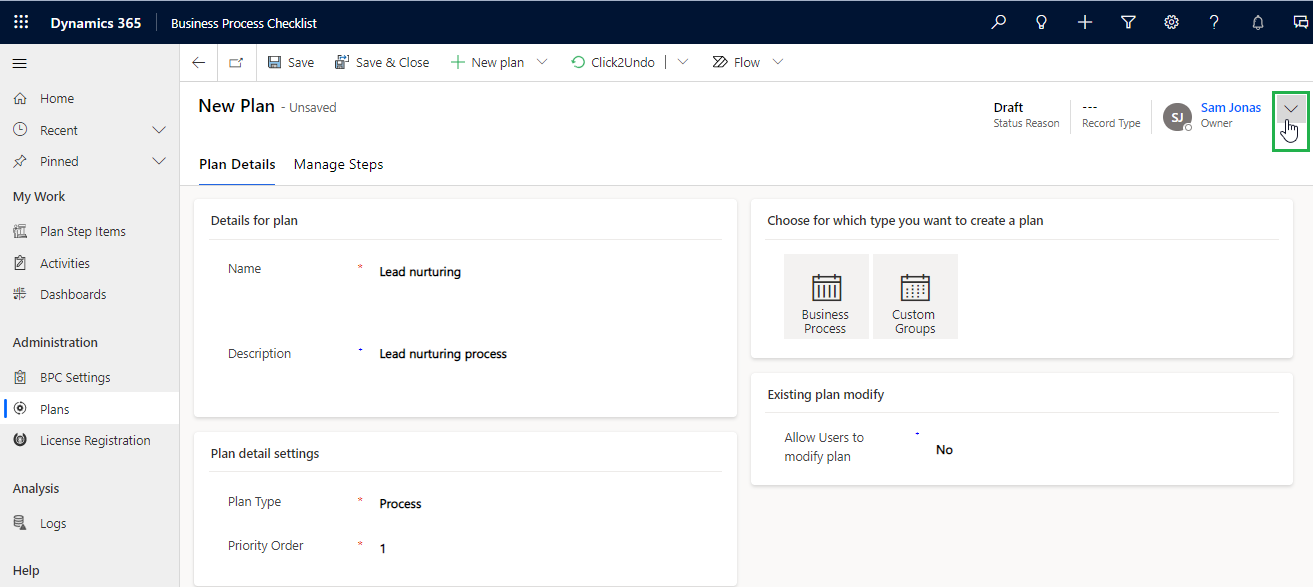 Dynamics 365
Business Process Checklist
Save
Save & Close
New plan
Click2Undo
Flow
Home
Recent
Pinned
My Work
Plan Step Items
Activities
Dashboards
Administration
BPC Settings
Plans
License Registration
Analysis
Logs
Help
New Plan - Unsaved
Draft
Status Reason
---
Record Type
SJ
Sam Jonas
Owner
Plan Details
Manage Steps
Details for plan
Name * Lead nurturing
Description Lead nurturing process
Plan detail settings
Plan Type * Process
Priority Order * 1
Choose for which type you want to create a plan
Business
Process
Custom
Groups
Existing plan modify
Allow Users to
modify plan
No